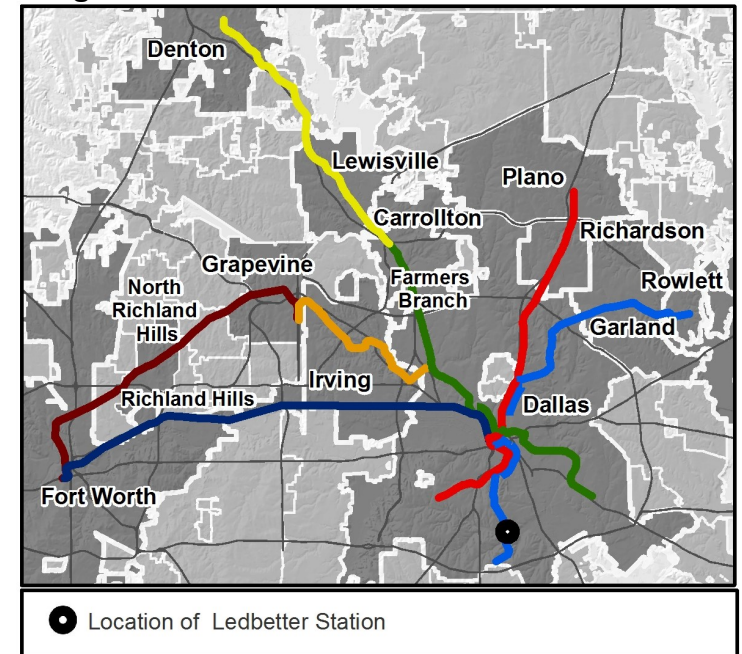 Denton
Lewisville
Plano
Carrollton
Richardson
Grapevine
Farmers
Branch
Rowlett
North
Richland
Hills
Garland
Irving
Richland Hills
Dallas
Fort Worth
Location of Ledbetter Station